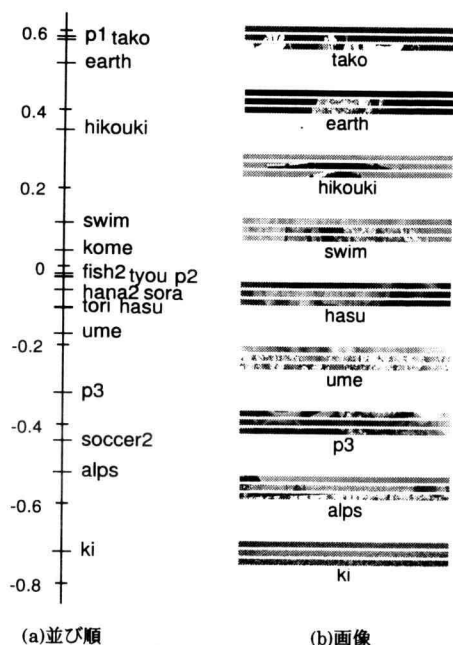 0.6
p1 tako
earth
0.4
hikouki
0.2
swim
kome
0
fish2 tyou p2
hana2 sora
tori hasu
-0.2
ume
p3
-0.4
soccer2
alps
-0.6
ki
-0.8
(a)並び順
tako
earth
hikouki
swim
hasu
ume
p3
alps
ki
(b)画像